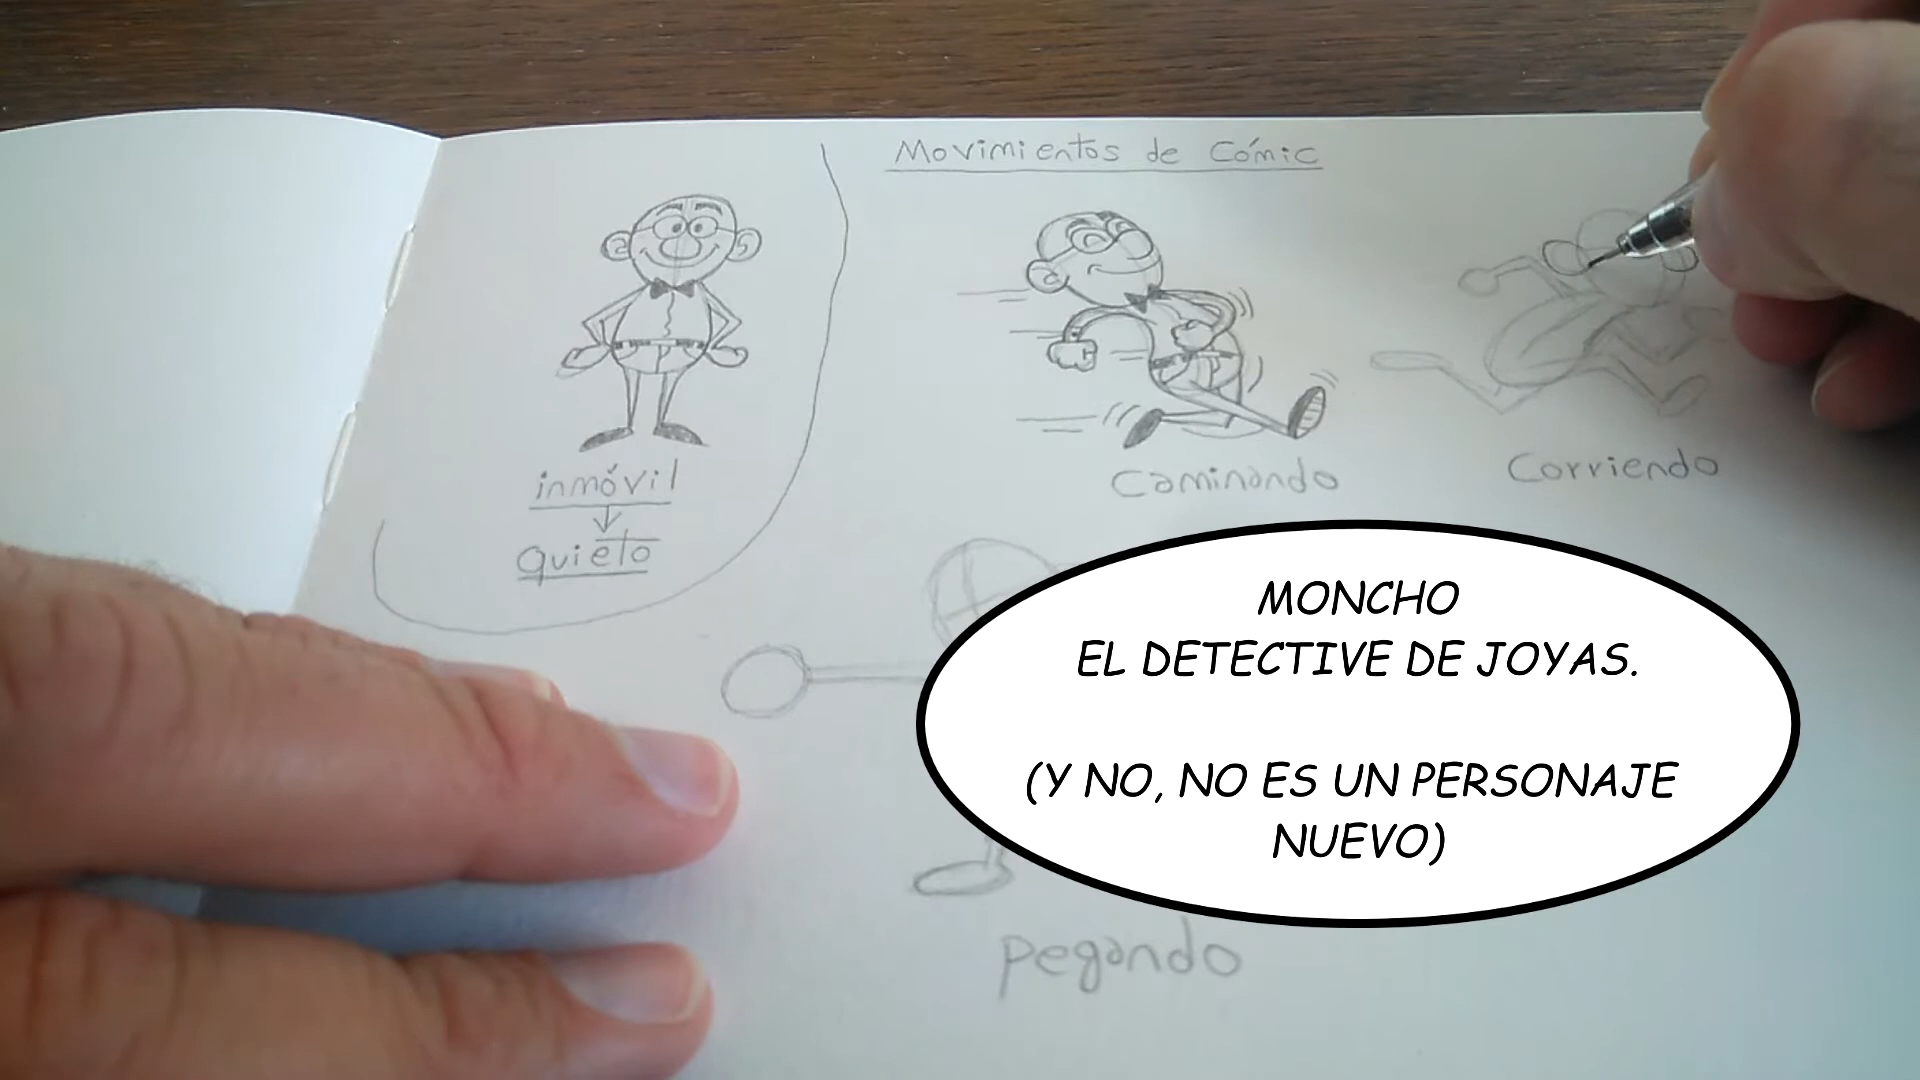 Movimientos de Cómic
inmóvil
quieto
Caminando
Corriendo
MONCHO
EL DETECTIVE DE JOYAS.
(Y NO, NO ES UN PERSONAJE
NUEVO)
pegando